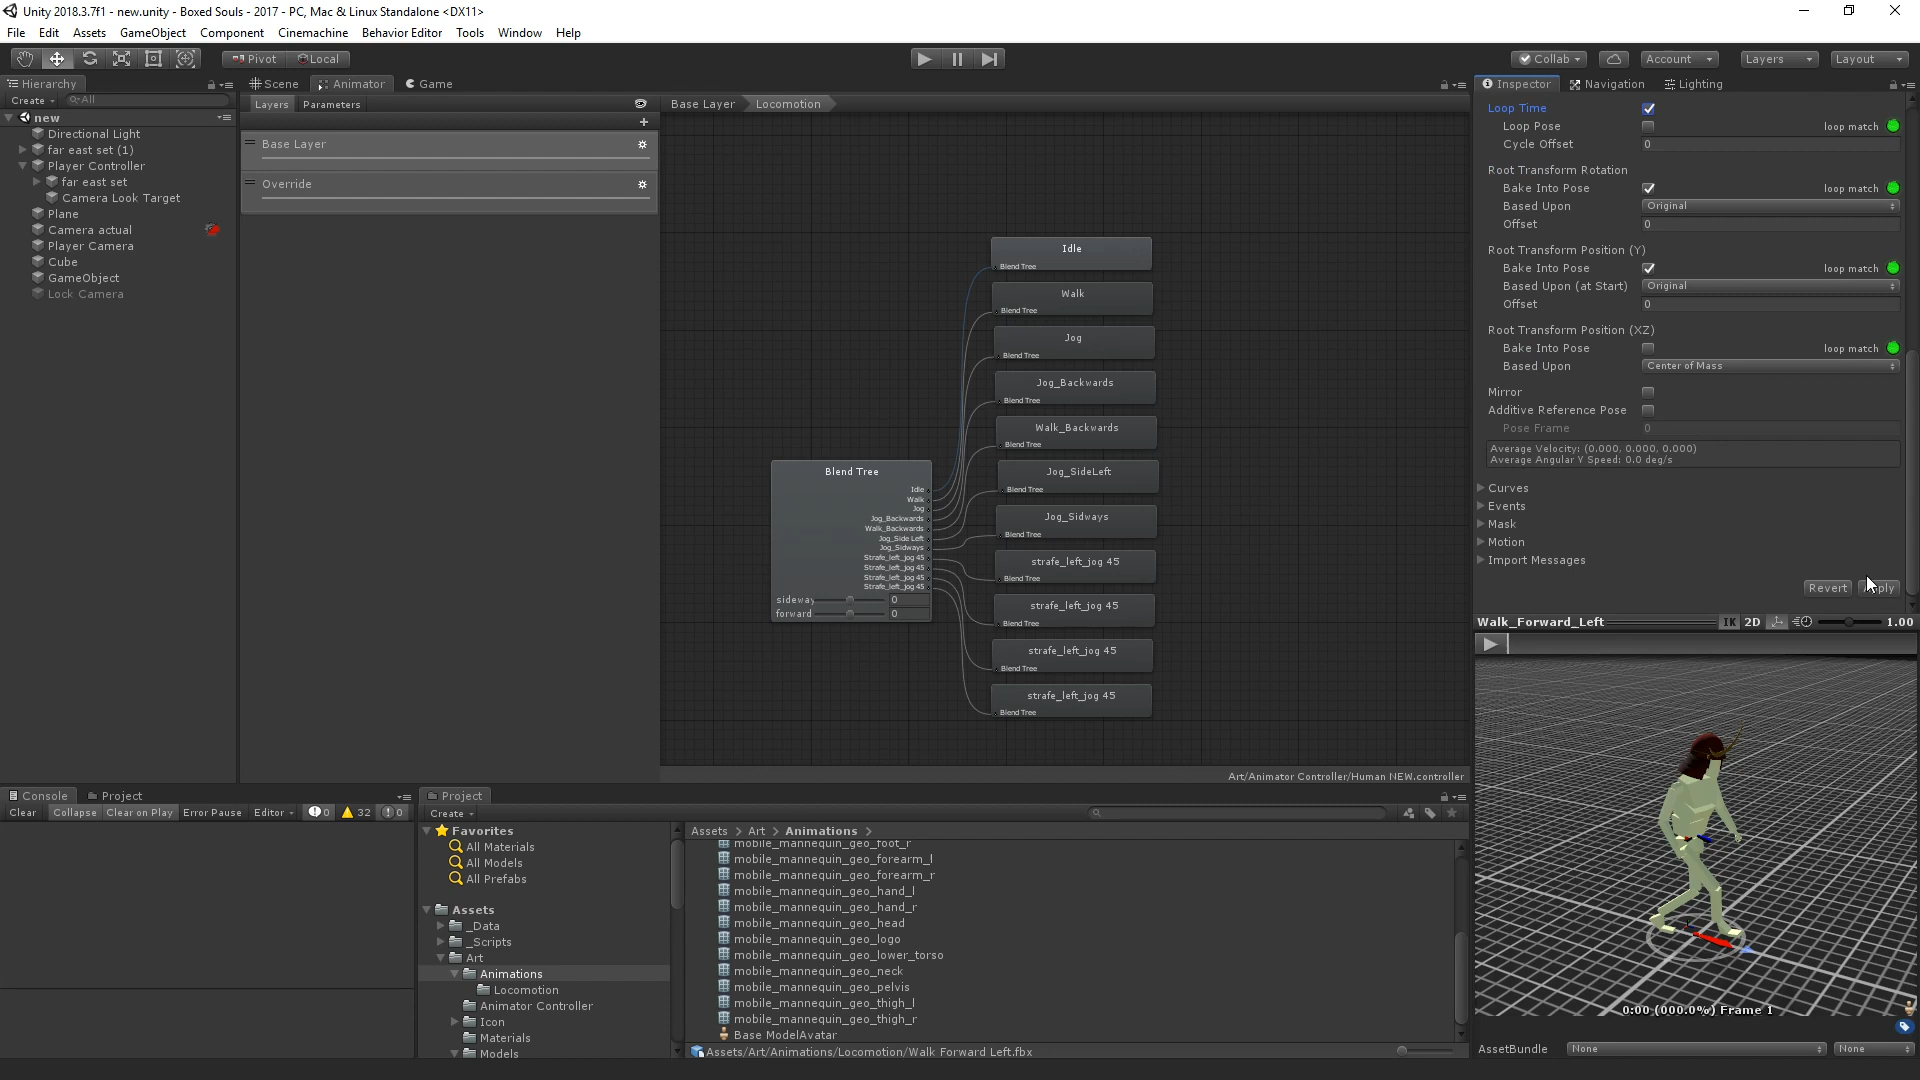 Unity 2018.3.7f1 - new.unity - Boxed Souls - 2017 - PC, Mac & Linux Standalone <DX11>
File Edit Assets GameObject Component Cinemachine Behavior Editor Tools Window Help
Pivot Local Collab Account Layers Layout
Hierarchy
Create All
new
Directional Light
far east set (1)
Player Controller
far east set
Camera Look Target
Plane
Camera actual
Player Camera
Cube
GameObject
Lock Camera
Scene Animator Game
Layers Parameters
Base Layer
Override
Base Layer Locomotion
Idle
Blend Tree
Walk
Blend Tree
Jog
Blend Tree
Jog_Backwards
Blend Tree
Walk_Backwards
Blend Tree
Jog_SideLeft
Blend Tree
Jog_Sidways
Blend Tree
strafe_left_jog 45
Blend Tree
strafe_left_jog 45
Blend Tree
strafe_left_jog 45
Blend Tree
strafe_left_jog 45
Blend Tree
Blend Tree
Idle
Walk
Jog
Jog_Backwards
Walk_Backwards
Jog_Side Left
Jog_Sidways
Strafe_left_jog 45
Strafe_left_jog 45
Strafe_left_jog 45
Strafe_left_jog 45
sideway 0
forward 0
Art/Animator Controller/Human NEW.controller
Inspector Navigation Lighting
Loop Time
Loop Pose loop match
Cycle Offset 0
Root Transform Rotation
Bake Into Pose loop match
Based Upon Original
Offset 0
Root Transform Position (Y)
Bake Into Pose loop match
Based Upon (at Start) Original
Offset 0
Root Transform Position (XZ)
Bake Into Pose loop match
Based Upon Center of Mass
Mirror
Additive Reference Pose
Pose Frame 0
Average Velocity: (0.000, 0.000, 0.000)
Average Angular Y Speed: 0.0 deg/s
Curves
Events
Mask
Motion
Import Messages
Revert
Walk_Forward_Left IK 2D 1.00
0:00 (000.0%) Frame 1
AssetBundle None None
Console Project
Clear Collapse Clear on Play Error Pause Editor 0 32 0
Project
Create
Favorites
All Materials
All Models
All Prefabs
Assets
_Data
_Scripts
Art
Animations
Locomotion
Animator Controller
Icon
Materials
Models
Assets > Art > Animations >
mobile_mannequin_geo_foot_r
mobile_mannequin_geo_forearm_l
mobile_mannequin_geo_forearm_r
mobile_mannequin_geo_hand_l
mobile_mannequin_geo_hand_r
mobile_mannequin_geo_head
mobile_mannequin_geo_logo
mobile_mannequin_geo_lower_torso
mobile_mannequin_geo_neck
mobile_mannequin_geo_pelvis
mobile_mannequin_geo_thigh_l
mobile_mannequin_geo_thigh_r
Base ModelAvatar
Assets/Art/Animations/Locomotion/Walk Forward Left.fbx